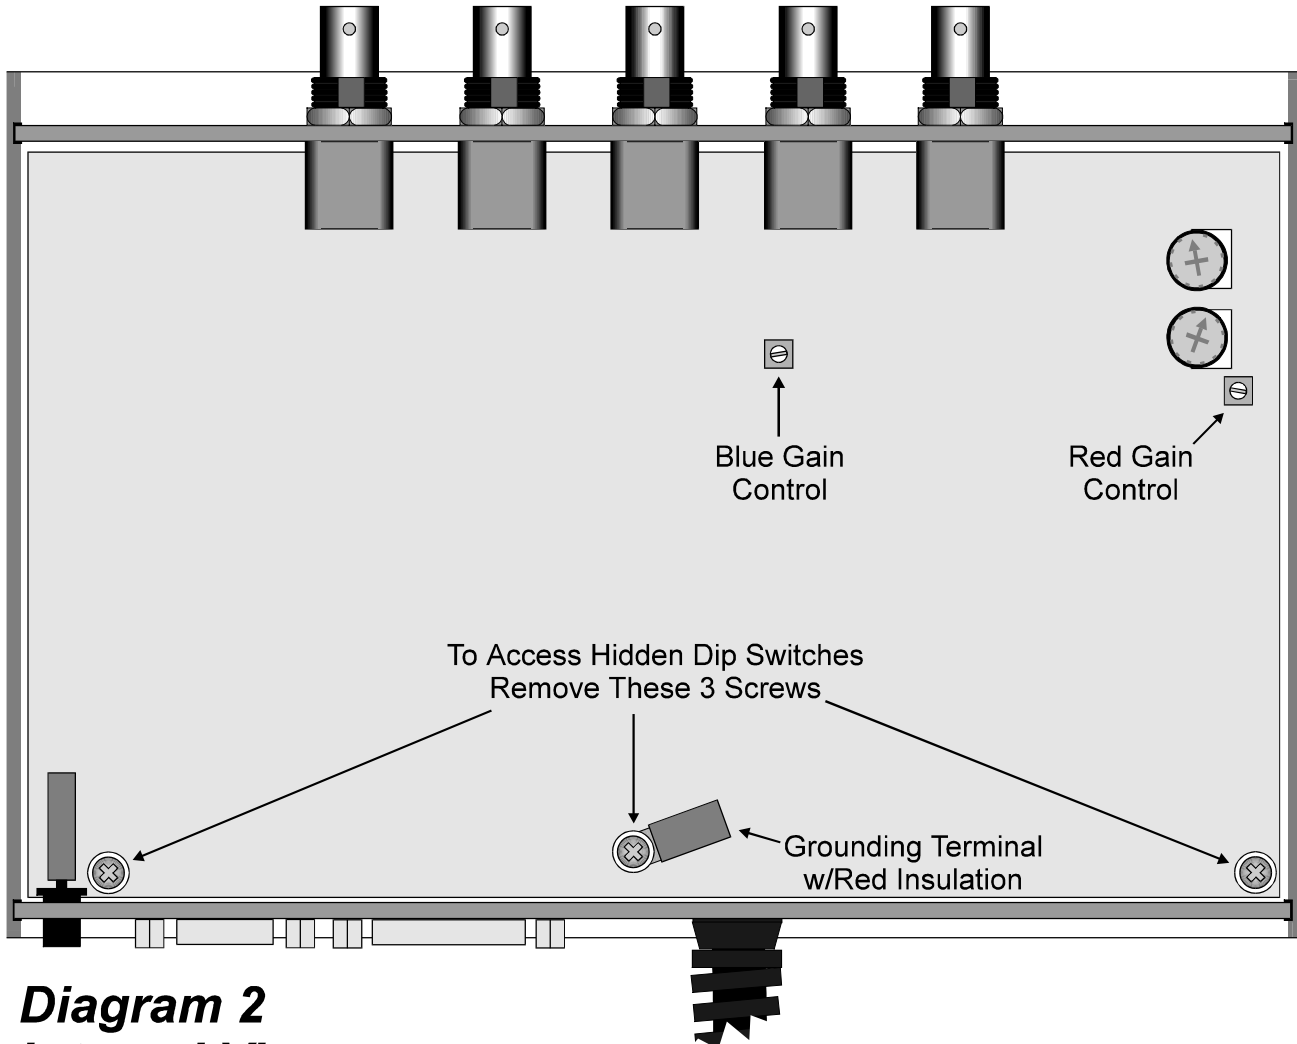 Blue Gain
Control
Red Gain
Control
To Access Hidden Dip Switches
Remove These 3 Screws
Grounding Terminal
w/Red Insulation
Diagram 2